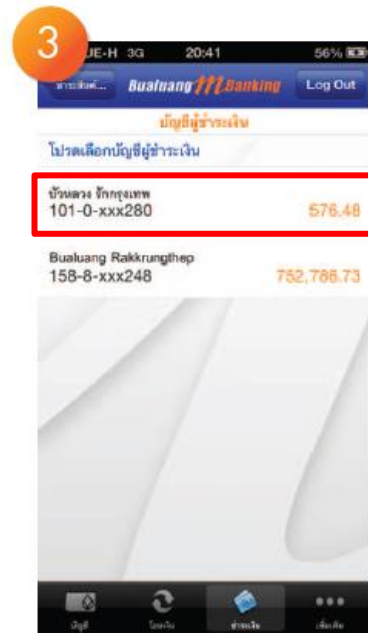 3
UE-H 3G 20:41 56%
Bualuang mBanking Log Out
บัญชีผู้ชำระเงิน
โปรดเลือกบัญชีผู้ชำระเงิน
บัวหลวง รักกรุงเทพ
101-0-xxx280 576.48
Bualuang Rakkrungthep
158-8-xxx248 752,786.73
บัญชี โอนเงิน ชำระเงิน เพิ่มเติม